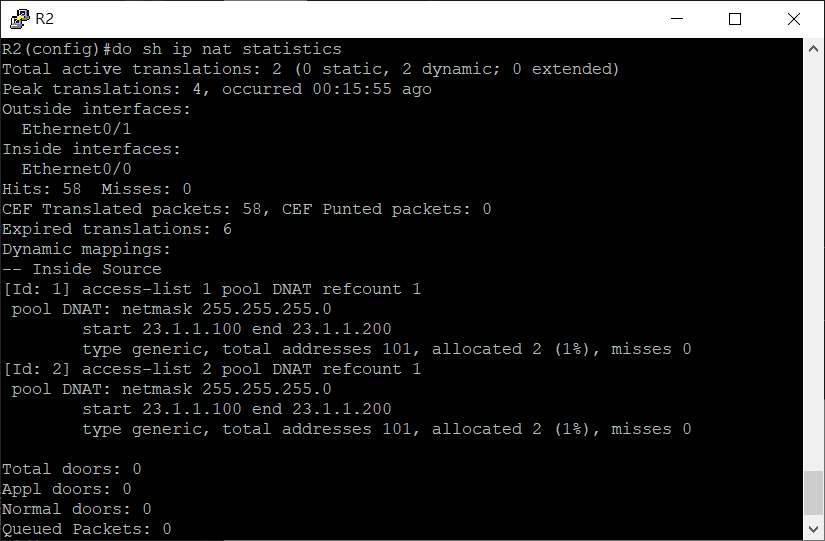 R2
R2(config)#do sh ip nat statistics
Total active translations: 2 (0 static, 2 dynamic; 0 extended)
Peak translations: 4, occurred 00:15:55 ago
Outside interfaces:
  Ethernet0/1
Inside interfaces:
  Ethernet0/0
Hits: 58  Misses: 0
CEF Translated packets: 58, CEF Punted packets: 0
Expired translations: 6
Dynamic mappings:
-- Inside Source
[Id: 1] access-list 1 pool DNAT refcount 1
 pool DNAT: netmask 255.255.255.0
        start 23.1.1.100 end 23.1.1.200
        type generic, total addresses 101, allocated 2 (1%), misses 0
[Id: 2] access-list 2 pool DNAT refcount 1
 pool DNAT: netmask 255.255.255.0
        start 23.1.1.100 end 23.1.1.200
        type generic, total addresses 101, allocated 2 (1%), misses 0

Total doors: 0
Appl doors: 0
Normal doors: 0
Queued Packets: 0